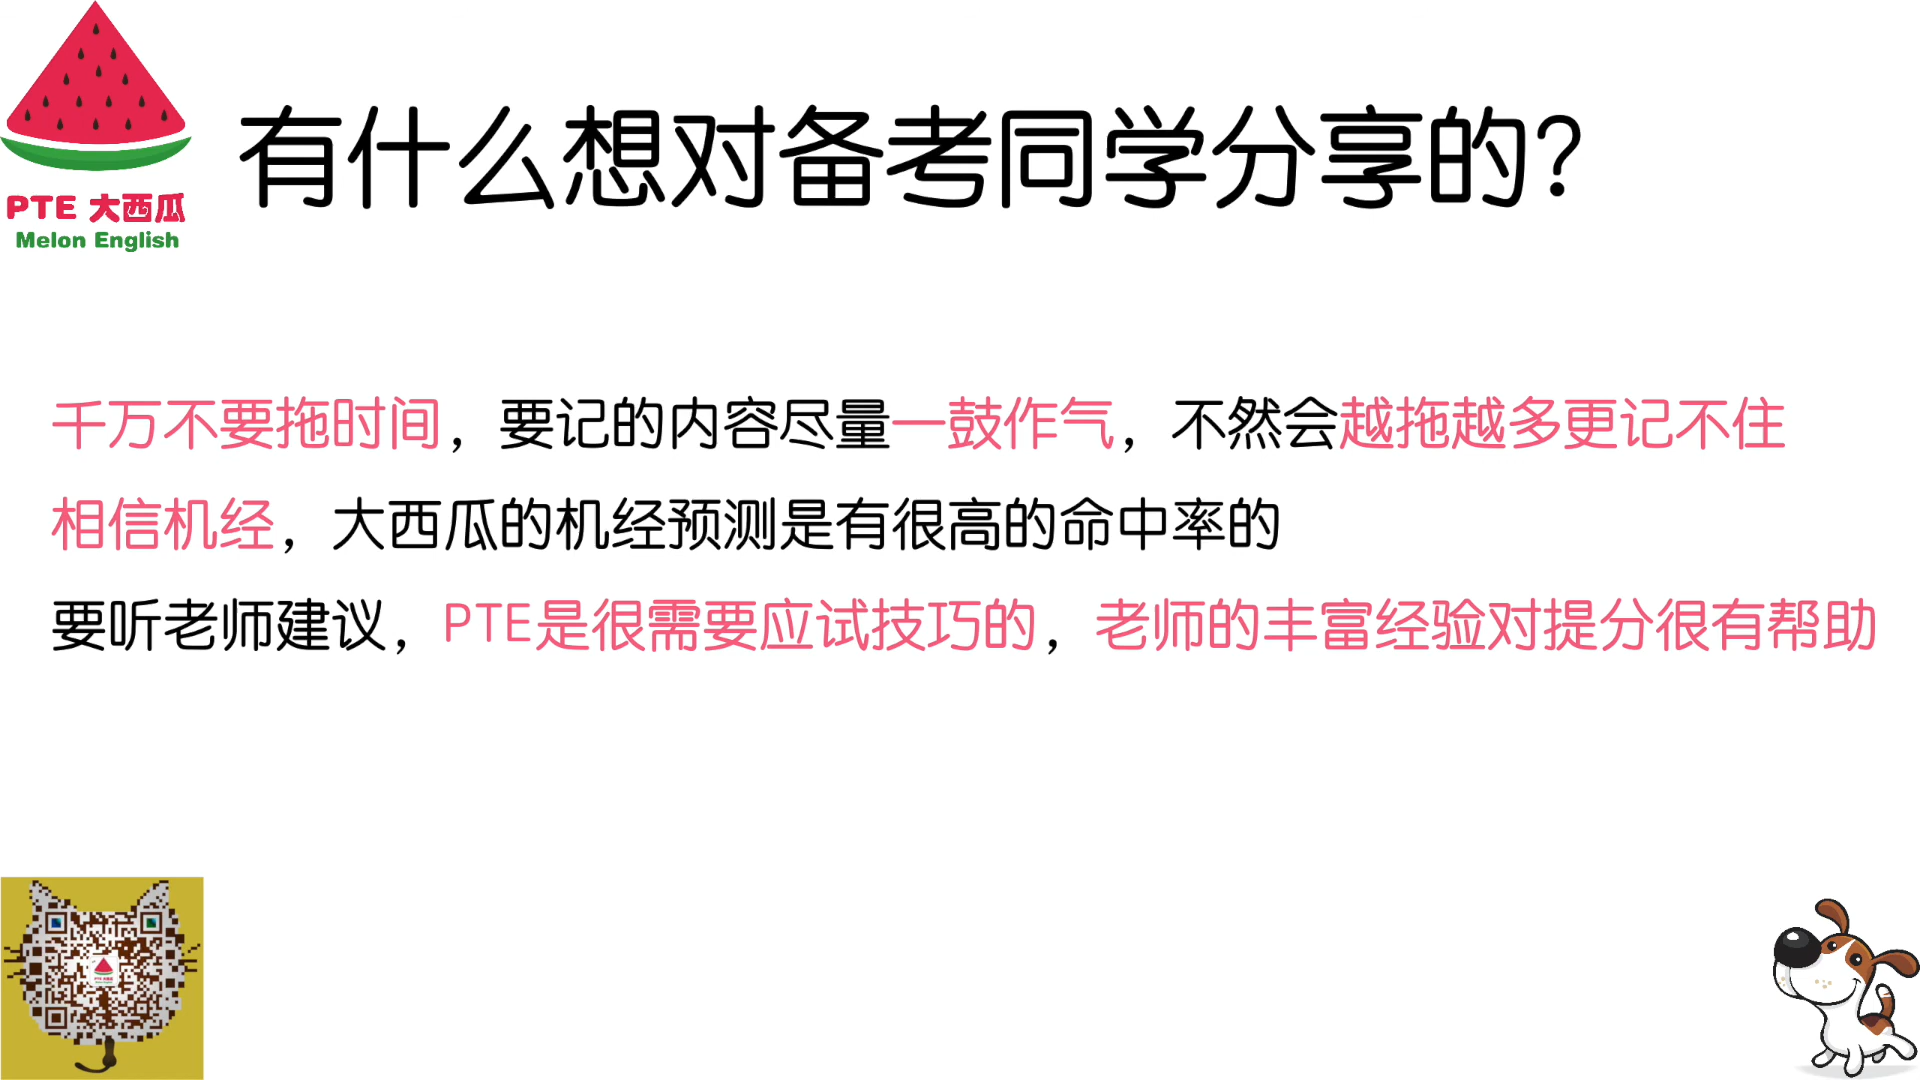 PTE 大西瓜
Melon English
有什么想对备考同学分享的？
千万不要拖时间，要记的内容尽量一鼓作气，不然会越拖越多更记不住
相信机经，大西瓜的机经预测是有很高的命中率的
要听老师建议，PTE是很需要应试技巧的，老师的丰富经验对提分很有帮助